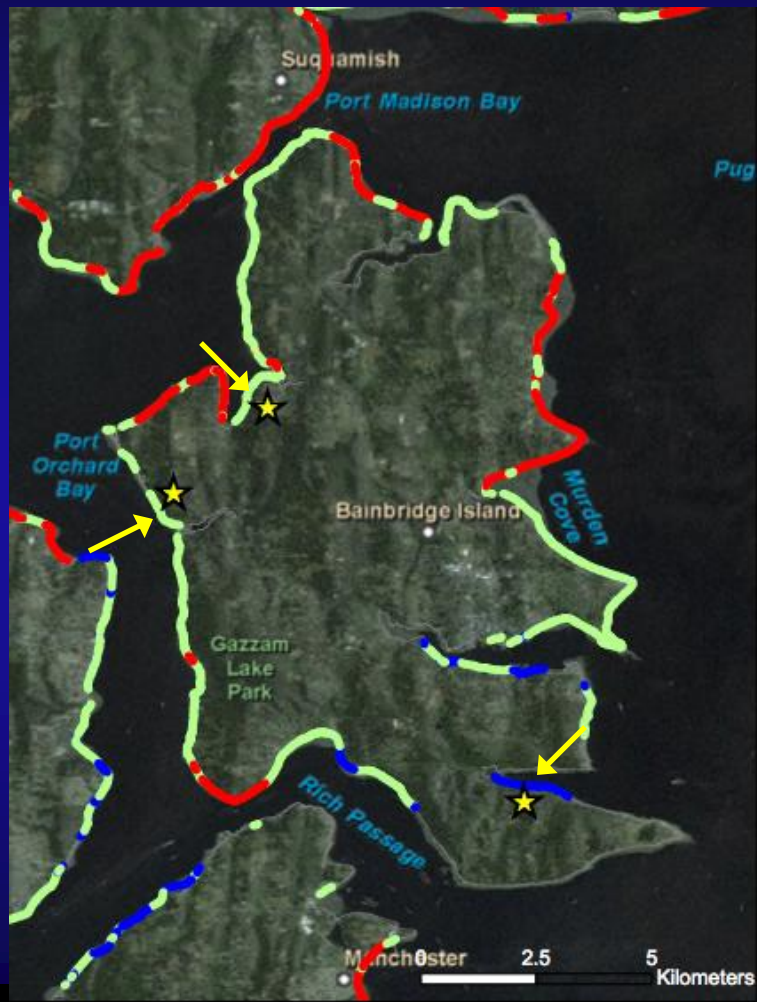 Suquamish
Port Madison Bay
Pug
Port
Orchard
Bay
Bainbridge Island
Murden
Cove
Gazzam
Lake
Park
Rich Passage
Manchester
0 2.5 5
Kilometers